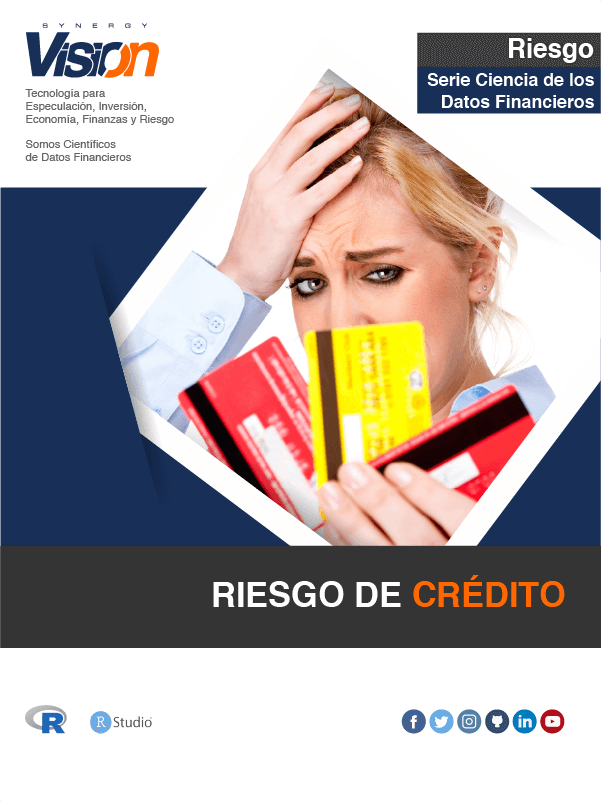 SYNERGY
Vision
Tecnología para
Especulación, Inversión,
Economía, Finanzas y Riesgo
Somos Científicos
de Datos Financieros
Riesgo
Serie Ciencia de los
Datos Financieros
RIESGO DE CRÉDITO
R
R Studio